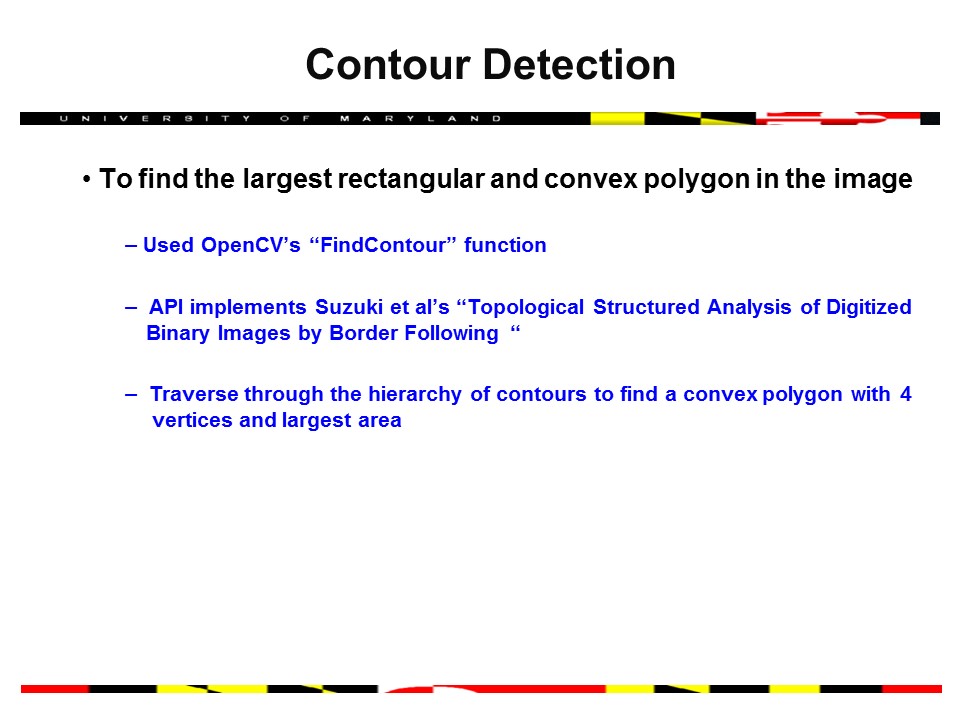 Contour Detection
UNIVERSITY OF MARYLAND
• To find the largest rectangular and convex polygon in the image
– Used OpenCV’s “FindContour” function
– API implements Suzuki et al’s “Topological Structured Analysis of Digitized
Binary Images by Border Following “
– Traverse through the hierarchy of contours to find a convex polygon with 4
vertices and largest area